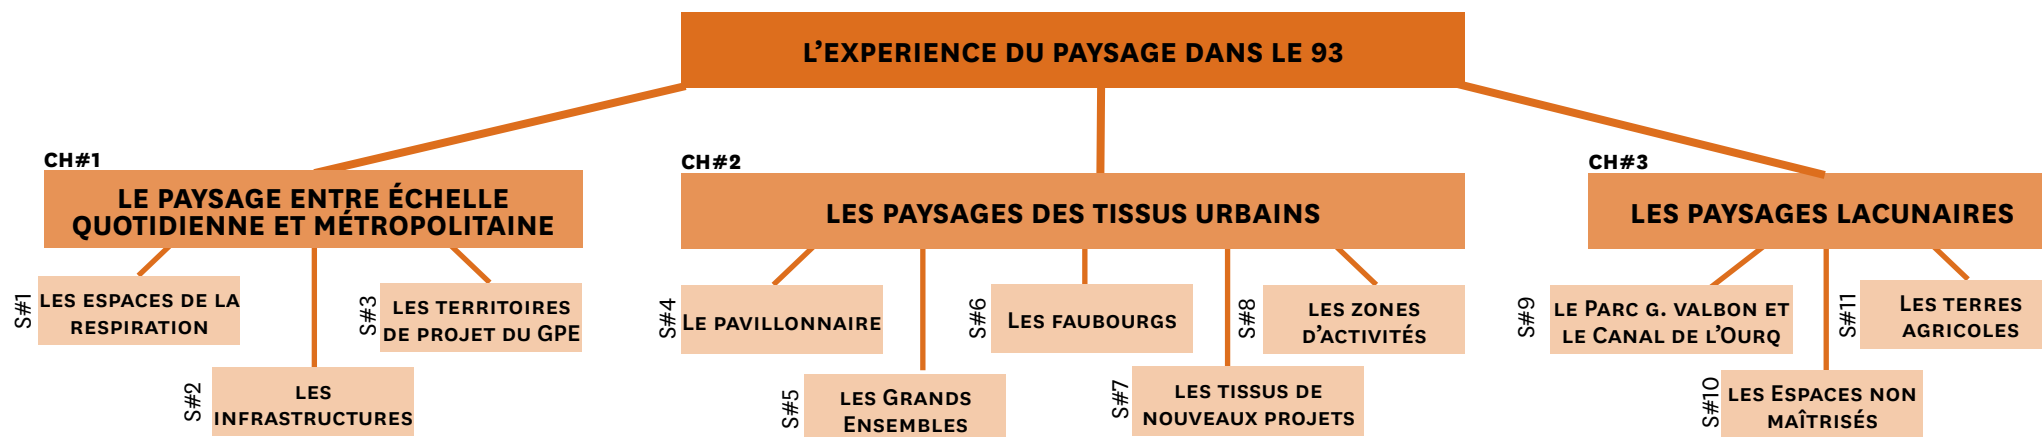 L’EXPERIENCE DU PAYSAGE DANS LE 93
CH#1
LE PAYSAGE ENTRE ÉCHELLE
QUOTIDIENNE ET MÉTROPOLITAINE
S#1
LES ESPACES DE LA
RESPIRATION
S#2
LES
INFRASTRUCTURES
S#3
LES TERRITOIRES
DE PROJET DU GPE
CH#2
LES PAYSAGES DES TISSUS URBAINS
S#4
LE PAVILLONNAIRE
S#5
LES GRANDS
ENSEMBLES
S#6
LES FAUBOURGS
S#7
LES TISSUS DE
NOUVEAUX PROJETS
S#8
LES ZONES
D’ACTIVITÉS
CH#3
LES PAYSAGES LACUNAIRES
S#9
LE PARC G. VALBON ET
LE CANAL DE L’OURQ
S#10
LES ESPACES NON
MAÎTRISÉS
S#11
LES TERRES
AGRICOLES